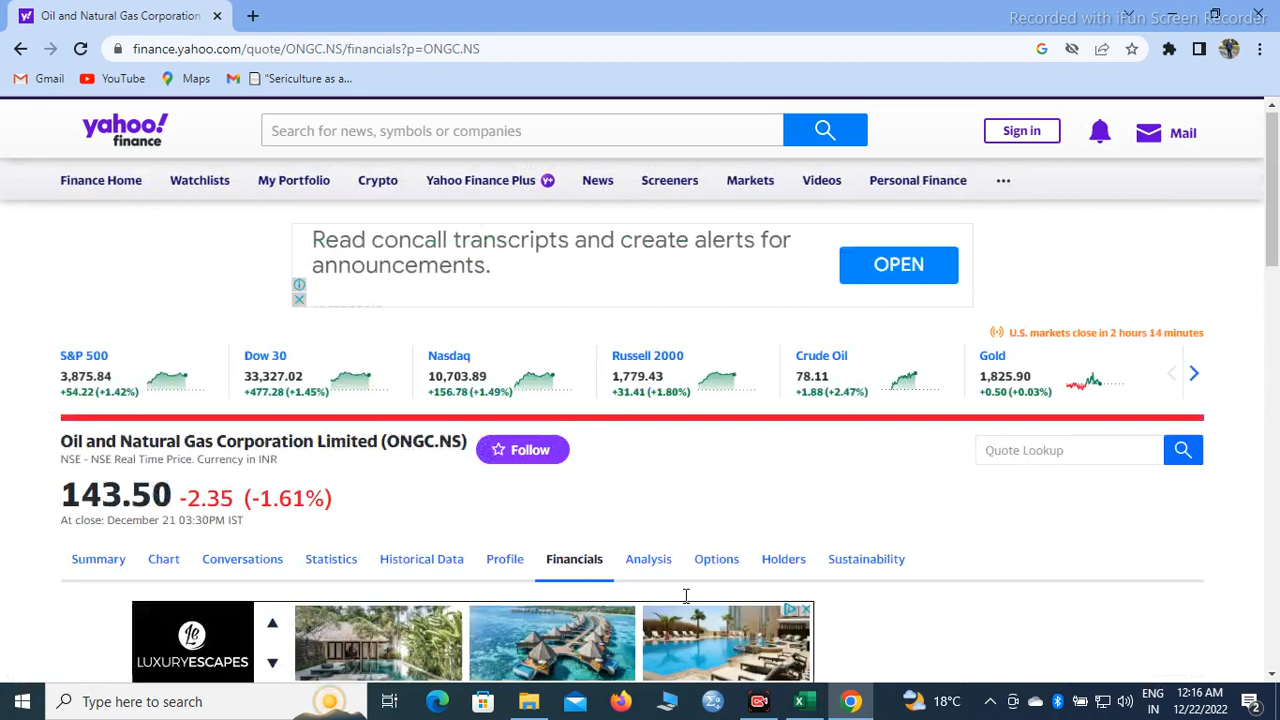 Oil and Natural Gas Corporation
Recorded with iFun Screen Recorder
finance.yahoo.com/quote/ONGC.NS/financials?p=ONGC.NS
Gmail YouTube Maps "Sericulture as a...
yahoo!
finance
Search for news, symbols or companies
Sign in
Mail
Finance Home Watchlists My Portfolio Crypto Yahoo Finance Plus News Screeners Markets Videos Personal Finance ...
Read concall transcripts and create alerts for
announcements.
OPEN
U.S. markets close in 2 hours 14 minutes
S&P 500 Dow 30 Nasdaq Russell 2000 Crude Oil Gold
3,875.84 33,327.02 10,703.89 1,779.43 78.11 1,825.90
+54.22 (+1.42%) +477.28 (+1.45%) +156.78 (+1.49%) +31.41 (+1.80%) +1.88 (+2.47%) +0.50 (+0.03%)
Oil and Natural Gas Corporation Limited (ONGC.NS)
Follow
Quote Lookup
NSE - NSE Real Time Price. Currency in INR
143.50 -2.35 (-1.61%)
At close: December 21 03:30PM IST
Summary Chart Conversations Statistics Historical Data Profile Financials Analysis Options Holders Sustainability
LE
LUXURY ESCAPES
Type here to search
18°C
ENG
IN
12:16 AM
12/22/2022
2